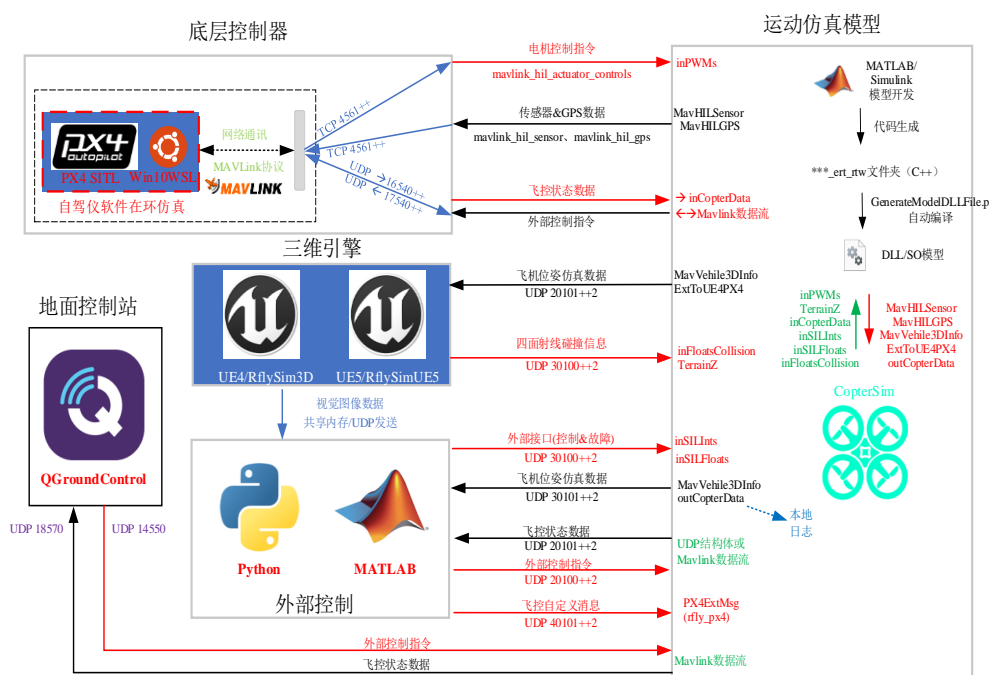 底层控制器
运动仿真模型
电机控制指令
mavlink_hil_actuator_controls
inPWMs
传感器&GPS数据
mavlink_hil_sensor、mavlink_hil_gps
MavHILSensor
MavHILGPS
TCP 4561++
TCP 4561++
UDP →16540++
UDP ←17540++
网络通讯
MAVLink协议
MAVLINK
px4
autopilot
PX4 SITL
Win10WSL
自驾仪软件在环仿真
飞控状态数据
外部控制指令
→ inCopterData
←→Mavlink数据流
MATLAB/
Simulink
模型开发
代码生成
***_ert_rtw文件夹（C++）
GenerateModelDLLFile.p
自动编译
DLL/SO模型
三维引擎
UE4/RflySim3D
UE5/RflySimUE5
飞机位姿仿真数据
UDP 20101++2
MavVehile3DInfo
ExtToUE4PX4
四面射线碰撞信息
UDP 30100++2
inFloatsCollision
TerrainZ
inPWMs
TerrainZ
inCopterData
inSILInts
inSILFloats
inFloatsCollision
MavHILSensor
MavHILGPS
MavVehile3DInfo
ExtToUE4PX4
outCopterData
CopterSim
地面控制站
QGroundControl
UDP 18570
UDP 14550
视觉图像数据
共享内存/UDP发送
Python
MATLAB
外部控制
外部接口(控制&故障)
UDP 30100++2
inSILInts
inSILFloats
飞机位姿仿真数据
UDP 30101++2
MavVehile3DInfo
outCopterData
本地
日志
飞控状态数据
UDP 20101++2
UDP结构体或
Mavlink数据流
外部控制指令
UDP 20100++2
飞控自定义消息
UDP 40101++2
PX4ExtMsg
(rfly_px4)
外部控制指令
飞控状态数据
Mavlink数据流